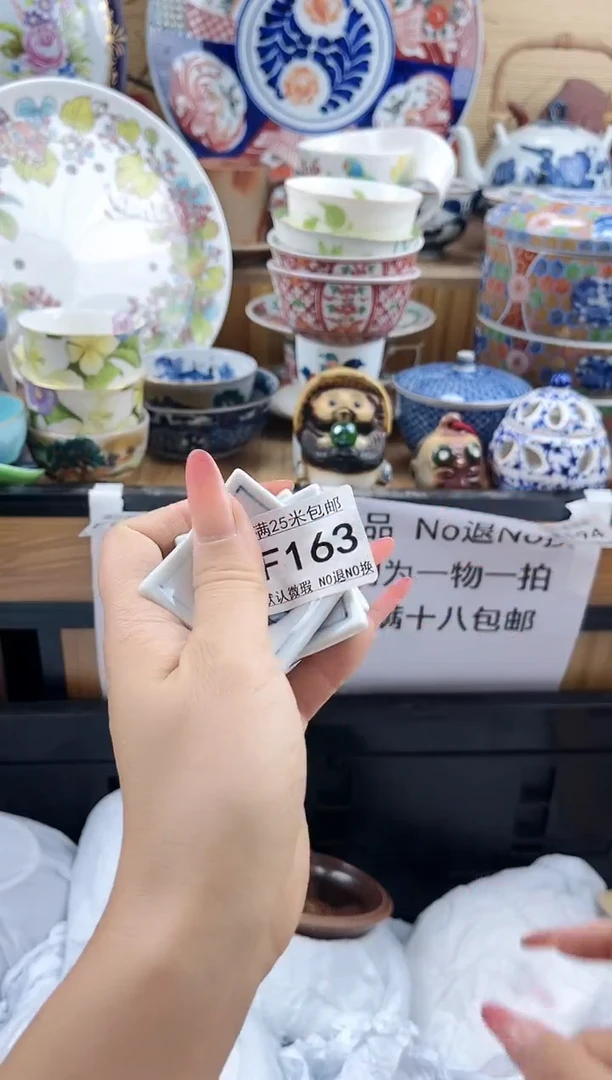 满25米包邮
F163
默认微瑕 NO退NO换
品 No退No换
为一物一拍
满十八包邮